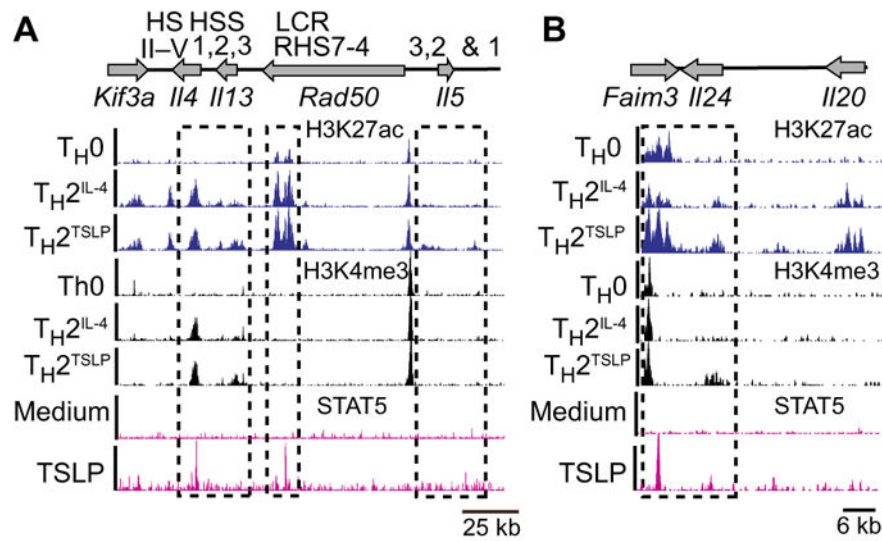 A
HS HSS LCR
II–V 1,2,3 RHS7-4 3,2 & 1
Kif3a Il4 Il13 Rad50 Il5
H3K27ac
TH0
TH2IL-4
TH2TSLP
H3K4me3
Th0
TH2IL-4
TH2TSLP
STAT5
Medium
TSLP
25 kb
B
Faim3 Il24 Il20
H3K27ac
TH0
TH2IL-4
TH2TSLP
H3K4me3
TH0
TH2IL-4
TH2TSLP
STAT5
Medium
TSLP
6 kb